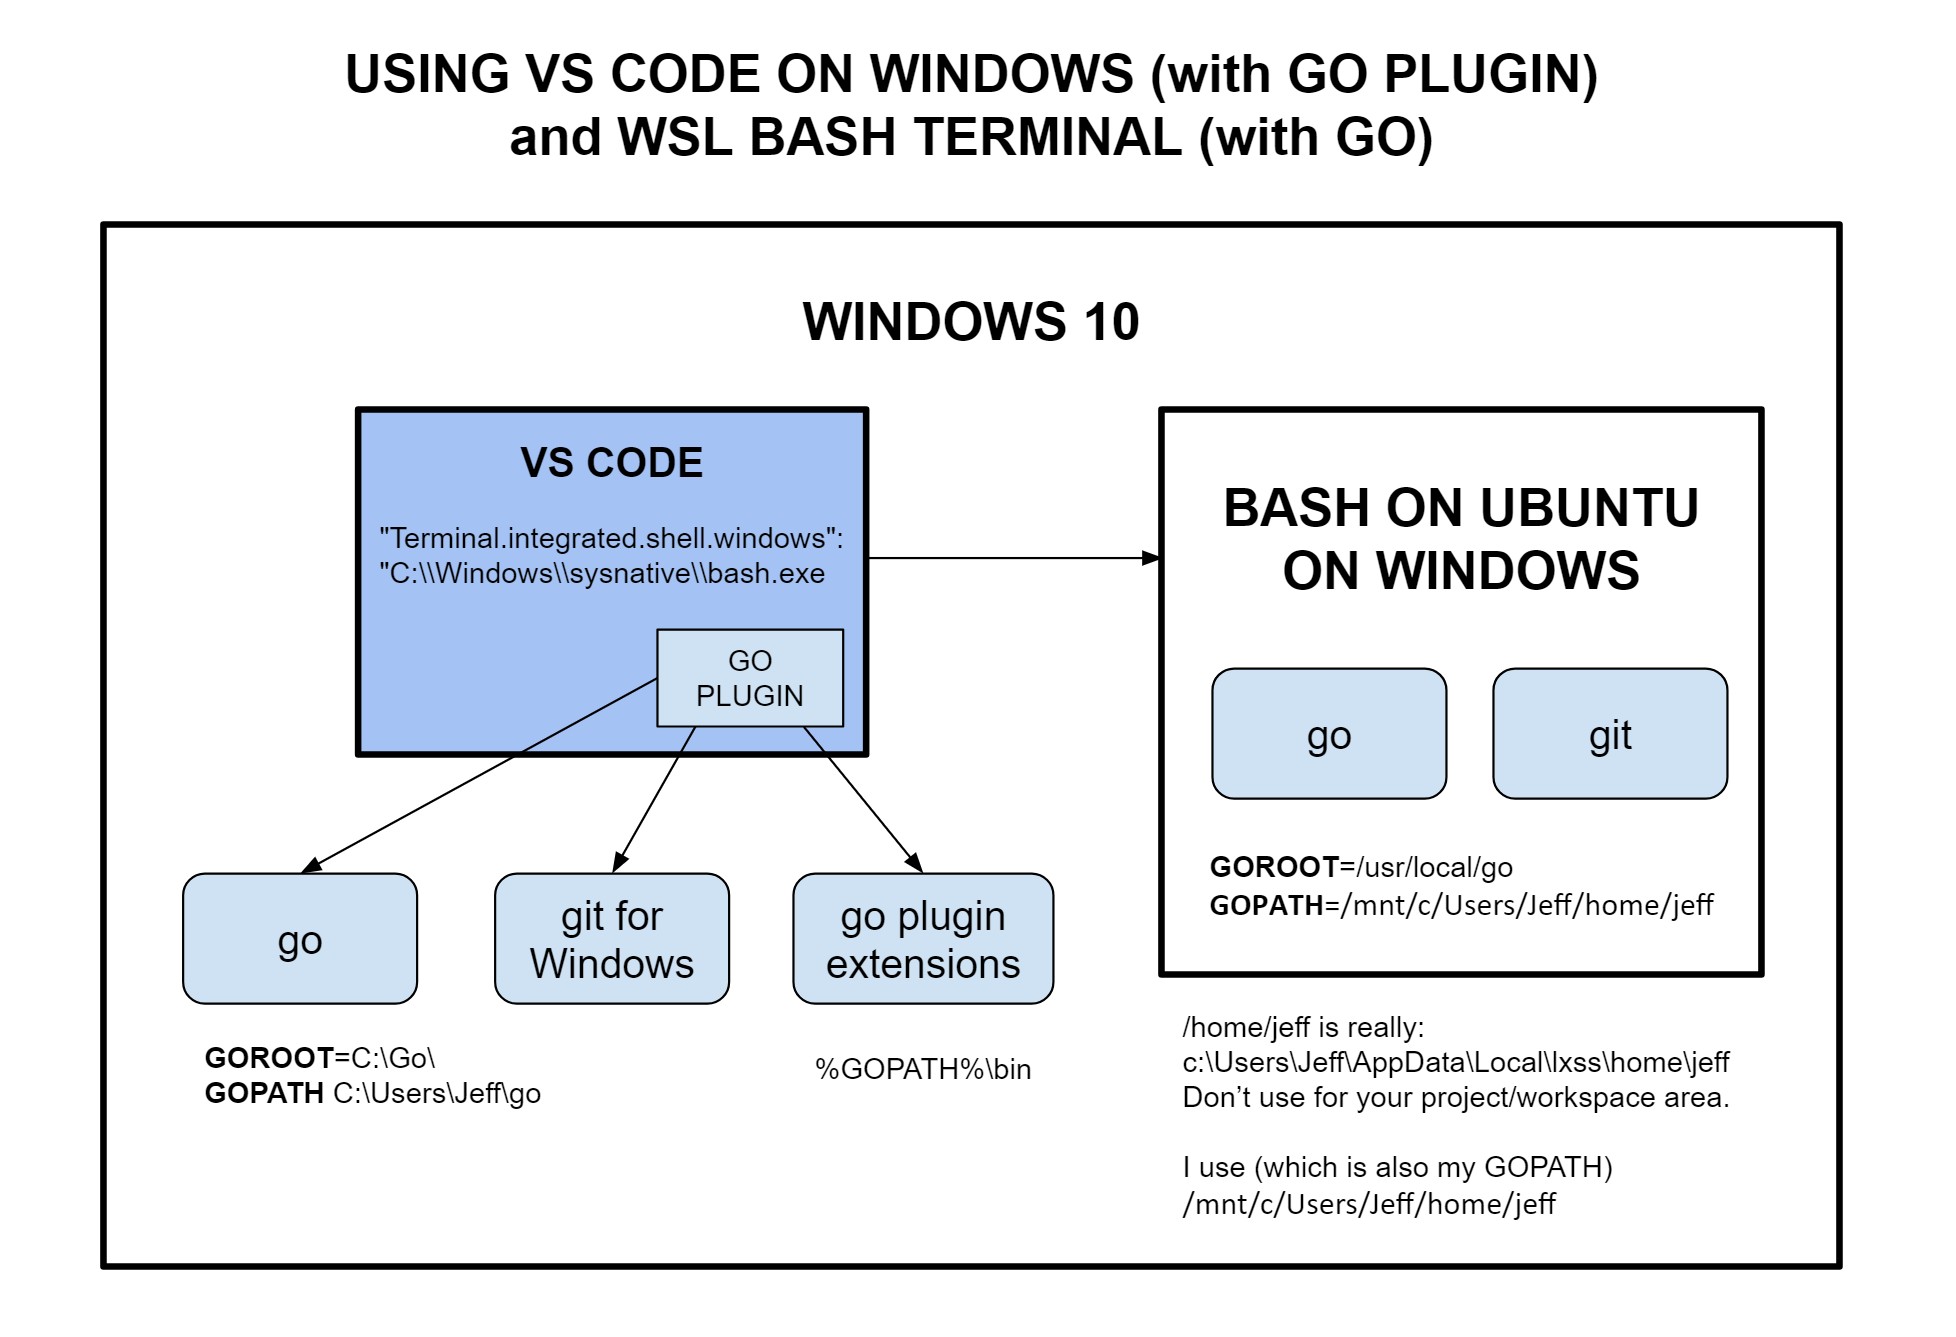 USING VS CODE ON WINDOWS (with GO PLUGIN)
and WSL BASH TERMINAL (with GO)
WINDOWS 10
VS CODE
"Terminal.integrated.shell.windows":
"C:\\Windows\\sysnative\\bash.exe
GO
PLUGIN
go
git for
Windows
go plugin
extensions
GOROOT=C:\Go\
GOPATH C:\Users\Jeff\go
%GOPATH%\bin
BASH ON UBUNTU
ON WINDOWS
go
git
GOROOT=/usr/local/go
GOPATH=/mnt/c/Users/Jeff/home/jeff
/home/jeff is really:
c:\Users\Jeff\AppData\Local\lxss\home\jeff
Don’t use for your project/workspace area.
I use (which is also my GOPATH)
/mnt/c/Users/Jeff/home/jeff